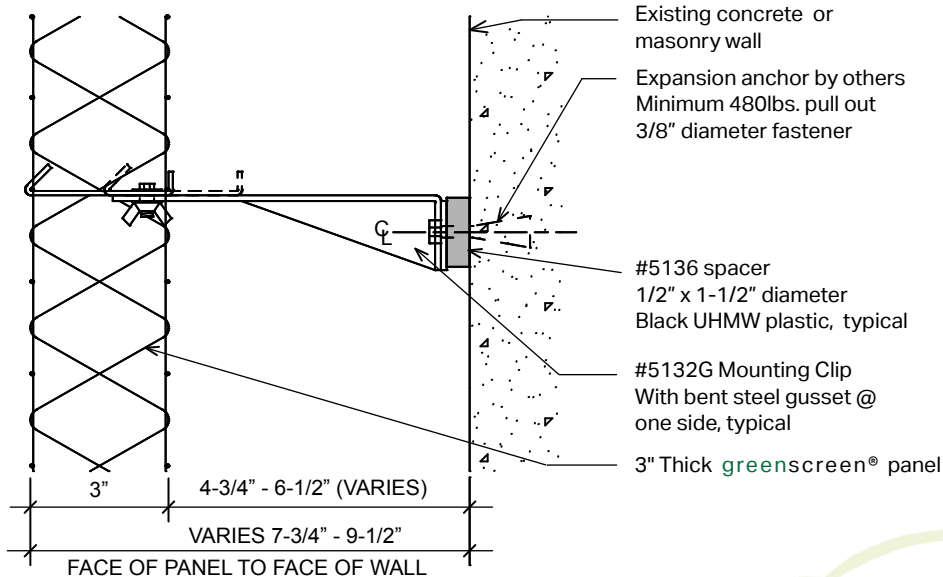 Existing concrete or
masonry wall
Expansion anchor by others
Minimum 480lbs. pull out
3/8" diameter fastener
℄
#5136 spacer
1/2" x 1-1/2" diameter
Black UHMW plastic, typical
#5132G Mounting Clip
With bent steel gusset @
one side, typical
3" Thick greenscreen® panel
3" 4-3/4" - 6-1/2" (VARIES)
VARIES 7-3/4" - 9-1/2"
FACE OF PANEL TO FACE OF WALL